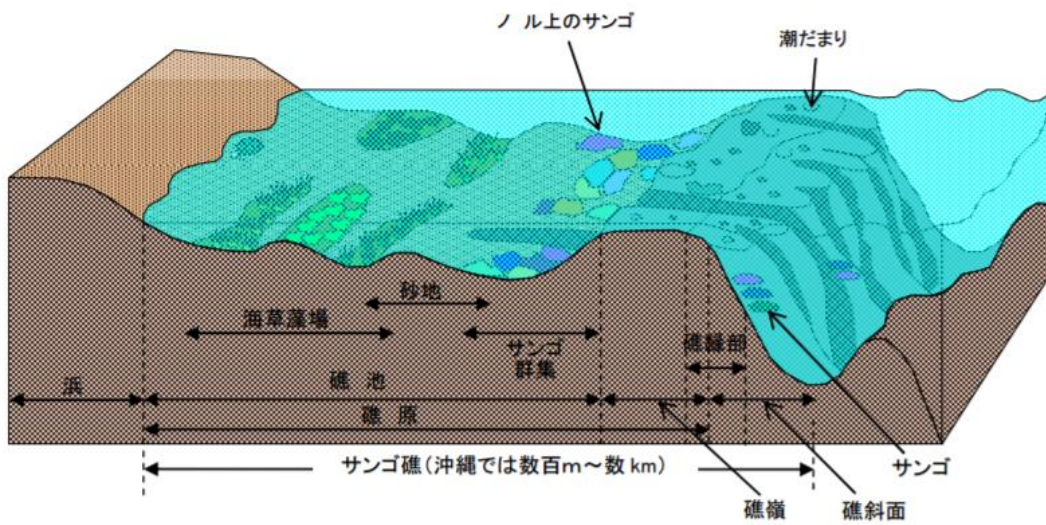 ノ ル上のサンゴ
潮だまり
砂地
海草藻場
サンゴ
群集
礁縁部
浜
礁 池
礁 原
サンゴ礁(沖縄では数百m~数km)
サンゴ
礁嶺
礁斜面